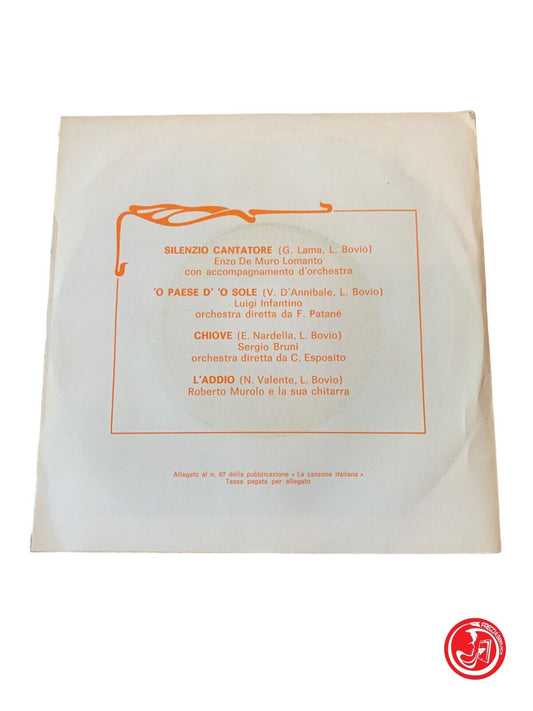 SILENZIO CANTATORE (G. Lama, L. Bovio)
Enzo De Muro Lomanto
con accompagnamento d'orchestra
'O PAESE D' 'O SOLE (V. D'Annibale, L. Bovio)
Luigi Infantino
orchestra diretta da F. Patané
CHIOVE (E. Nardella, L. Bovio)
Sergio Bruni
orchestra diretta da C. Esposito
L'ADDIO (N. Valente, L. Bovio)
Roberto Murolo e la sua chitarra
Allegato al n. 67 della pubblicazione « La canzone italiana »
Tassa pagata per allegato